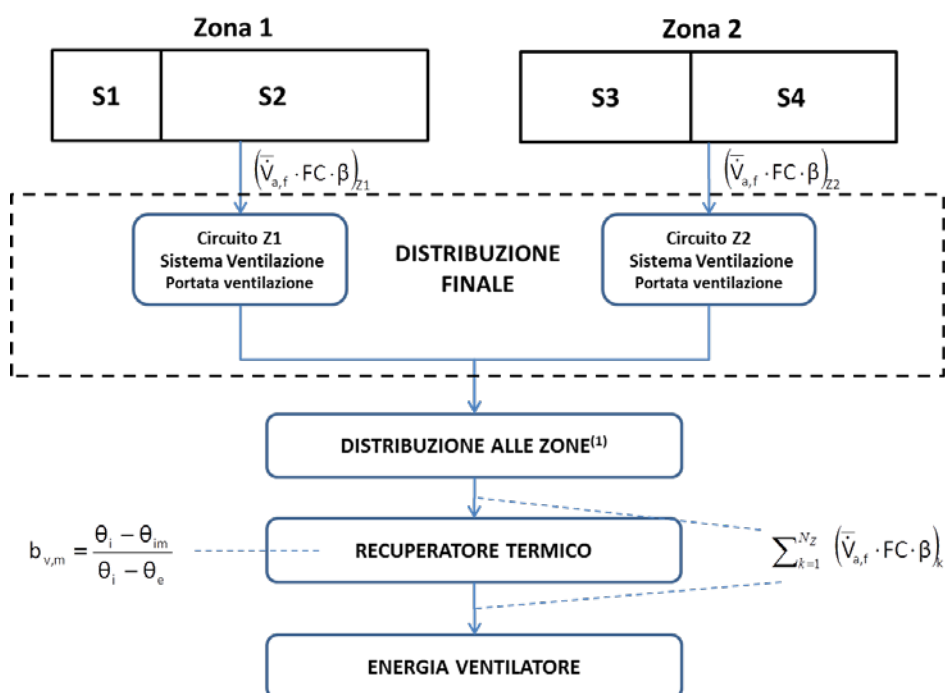 Zona 1
Zona 2
S1
S2
S3
S4
(V̅̇a,f · FC · β)Z1
(V̅̇a,f · FC · β)Z2
Circuito Z1
Sistema Ventilazione
Portata ventilazione
DISTRIBUZIONE
FINALE
Circuito Z2
Sistema Ventilazione
Portata ventilazione
DISTRIBUZIONE ALLE ZONE(1)
bv,m = (θi − θim) / (θi − θe)
RECUPERATORE TERMICO
∑k=1^NZ (V̅̇a,f · FC · β)k
ENERGIA VENTILATORE